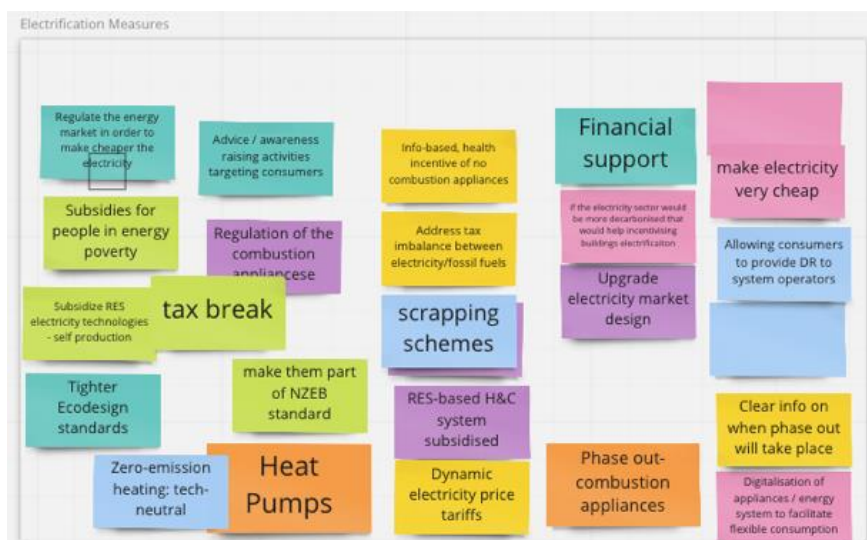 Electrification Measures
Regulate the energy
market in order to
make cheaper the
electricity
Advice / awareness
raising activities
targeting consumers
Info-based, health
incentive of no
combustion appliances
Financial
support
make electricity
very cheap
Subsidies for
people in energy
poverty
Regulation of the
combustion
appliancese
Address tax
imbalance between
electricity/fossil fuels
if the electricity sector would
be more decarbonised that
would help incentivising
buildings electrificaiton
Allowing consumers
to provide DR to
system operators
Subsidize RES
electricity technologies
- self production
tax break
scrapping
schemes
Upgrade
electricity market
design
Tighter
Ecodesign
standards
make them part
of NZEB
standard
RES-based H&C
system
subsidised
Clear info on
when phase out
will take place
Zero-emission
heating: tech-
neutral
Heat
Pumps
Dynamic
electricity price
tariffs
Phase out-
combustion
appliances
Digitalisation of
appliances / energy
system to facilitate
flexible consumption